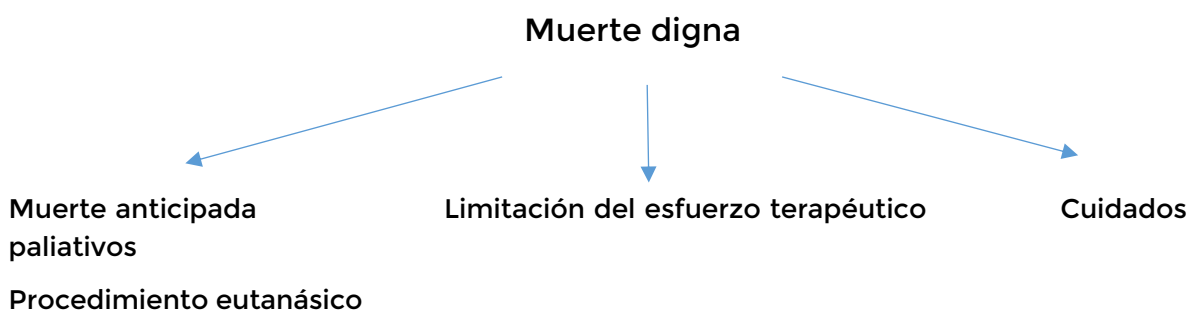 Muerte digna
Muerte anticipada Limitación del esfuerzo terapéutico Cuidados
paliativos
Procedimiento eutanásico